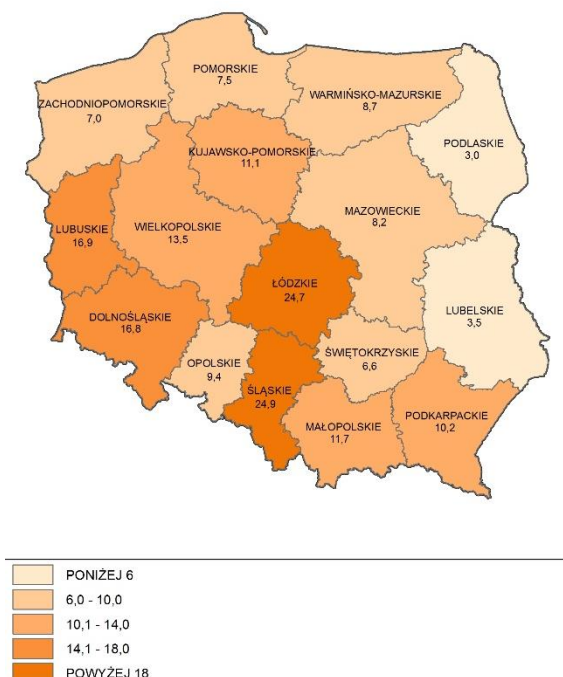 POMORSKIE
7,5
ZACHODNIOPOMORSKIE
7,0
WARMIŃSKO-MAZURSKIE
8,7
PODLASKIE
3,0
KUJAWSKO-POMORSKIE
11,1
LUBUSKIE
16,9
WIELKOPOLSKIE
13,5
MAZOWIECKIE
8,2
ŁÓDZKIE
24,7
LUBELSKIE
3,5
DOLNOŚLĄSKIE
16,8
OPOLSKIE
9,4
ŚLĄSKIE
24,9
ŚWIĘTOKRZYSKIE
6,6
MAŁOPOLSKIE
11,7
PODKARPACKIE
10,2
PONIŻEJ 6
6,0 - 10,0
10,1 - 14,0
14,1 - 18,0
POWYŻEJ 18